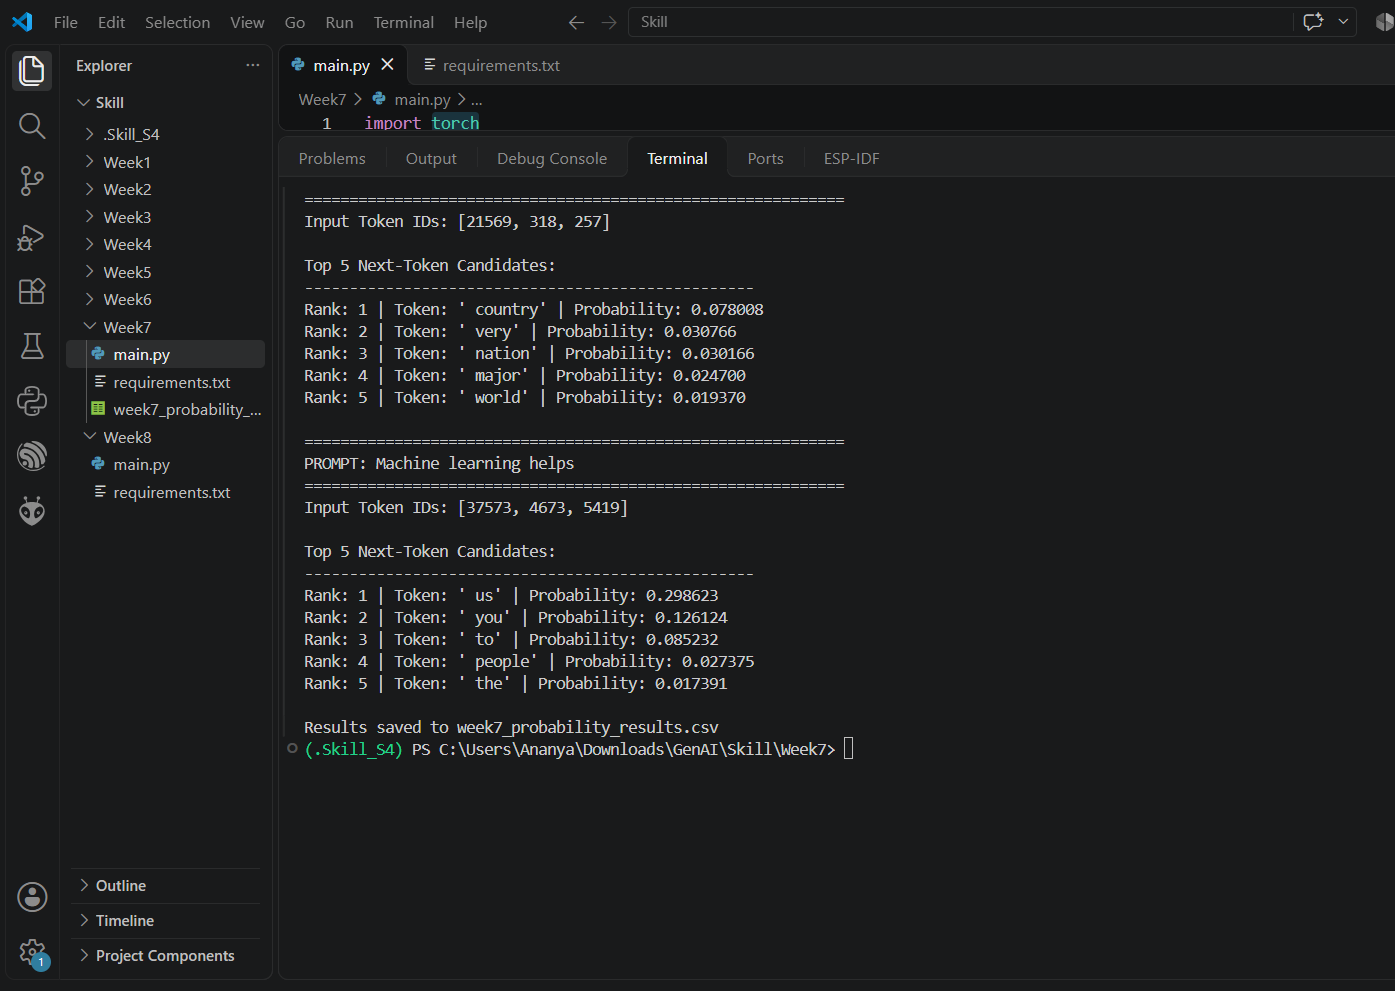 File Edit Selection View Go Run Terminal Help
Skill
Explorer
Skill
.Skill_S4
Week1
Week2
Week3
Week4
Week5
Week6
Week7
main.py
requirements.txt
week7_probability_...
Week8
main.py
requirements.txt
Outline
Timeline
Project Components
1
main.py
requirements.txt
Week7 > main.py > ...
1 import torch
Problems Output Debug Console Terminal Ports ESP-IDF
============================================================
Input Token IDs: [21569, 318, 257]
Top 5 Next-Token Candidates:
--------------------------------------------------
Rank: 1 | Token: ' country' | Probability: 0.078008
Rank: 2 | Token: ' very' | Probability: 0.030766
Rank: 3 | Token: ' nation' | Probability: 0.030166
Rank: 4 | Token: ' major' | Probability: 0.024700
Rank: 5 | Token: ' world' | Probability: 0.019370
============================================================
PROMPT: Machine learning helps
============================================================
Input Token IDs: [37573, 4673, 5419]
Top 5 Next-Token Candidates:
--------------------------------------------------
Rank: 1 | Token: ' us' | Probability: 0.298623
Rank: 2 | Token: ' you' | Probability: 0.126124
Rank: 3 | Token: ' to' | Probability: 0.085232
Rank: 4 | Token: ' people' | Probability: 0.027375
Rank: 5 | Token: ' the' | Probability: 0.017391
Results saved to week7_probability_results.csv
(.Skill_S4) PS C:\Users\Ananya\Downloads\GenAI\Skill\Week7>